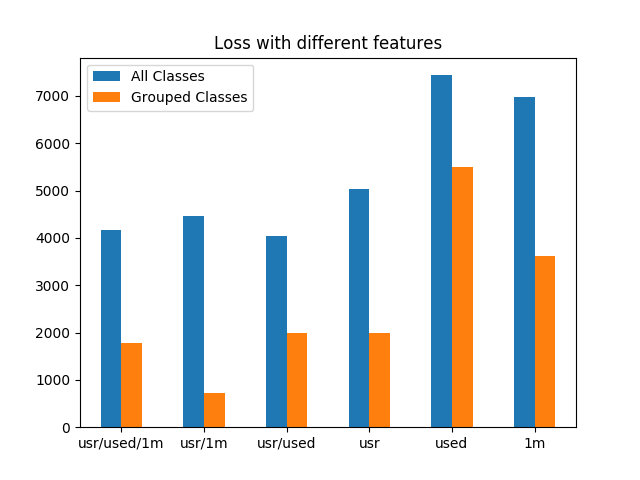 Loss with different features
All Classes
Grouped Classes
7000
6000
5000
4000
3000
2000
1000
0
usr/used/1m usr/1m usr/used usr used 1m